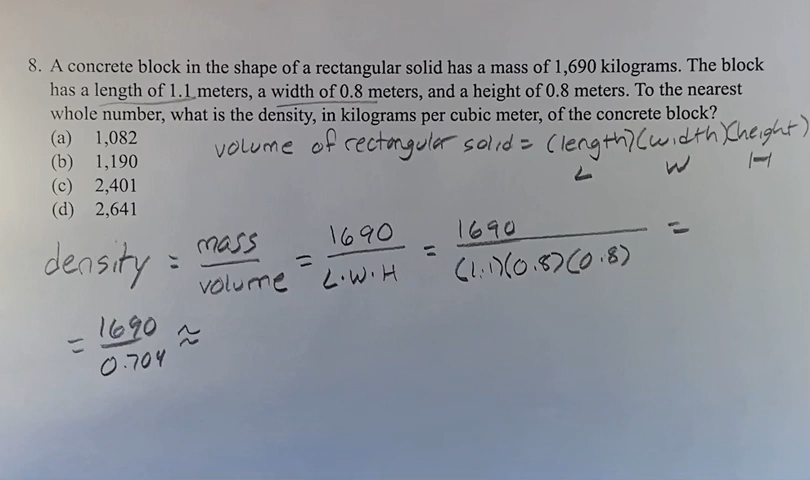 8. A concrete block in the shape of a rectangular solid has a mass of 1,690 kilograms. The block
has a length of 1.1 meters, a width of 0.8 meters, and a height of 0.8 meters. To the nearest
whole number, what is the density, in kilograms per cubic meter, of the concrete block?
(a) 1,082
(b) 1,190
(c) 2,401
(d) 2,641
volume of rectangular solid = (length)(width)(height)
L W H
density = mass/volume = 1690/L·W·H = 1690/(1.1)(0.8)(0.8) =
= 1690/0.704 ≈